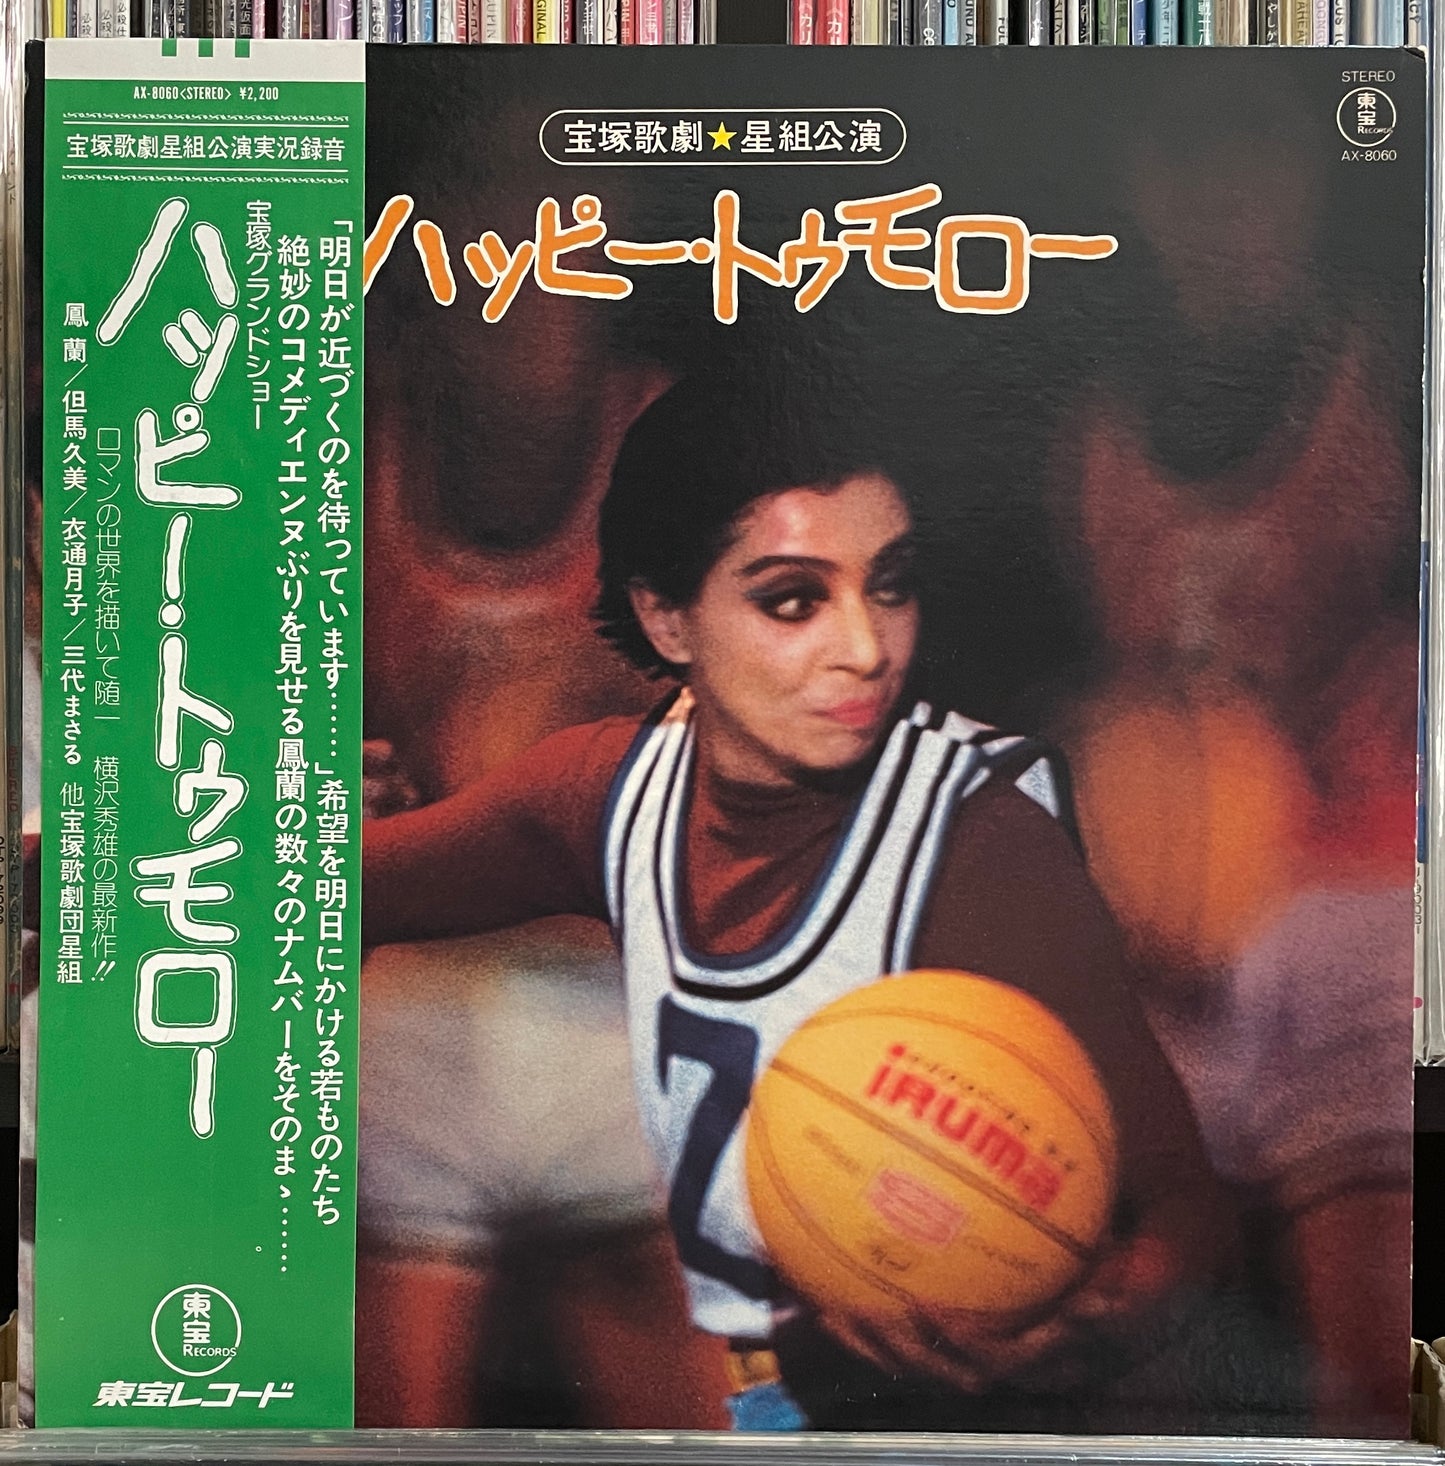 AX-8060<STEREO> ¥2,200
宝塚歌劇星組公演実況録音
「明日が近づくのを待っています……」希望を明日にかける若ものたち
絶妙のコメディエンヌぶりを見せる鳳蘭の数々のナムバーをそのまゝ……。
宝塚グランドショー
ハッピー・トゥモロー
ロマンの世界を描いて随一 横沢秀雄の最新作!!
鳳 蘭/但馬久美/衣通月子/三代まさる 他宝塚歌劇団星組
東宝
RECORDS
東宝レコード
宝塚歌劇★星組公演
ハッピー・トゥモロー
STEREO
東宝
RECORDS
AX-8060
iRUMA